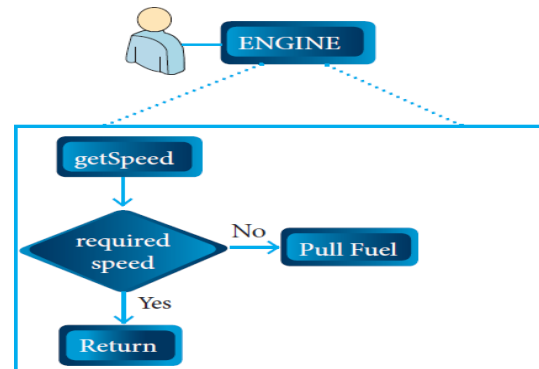 ENGINE
getSpeed
required
speed
No
Pull Fuel
Yes
Return